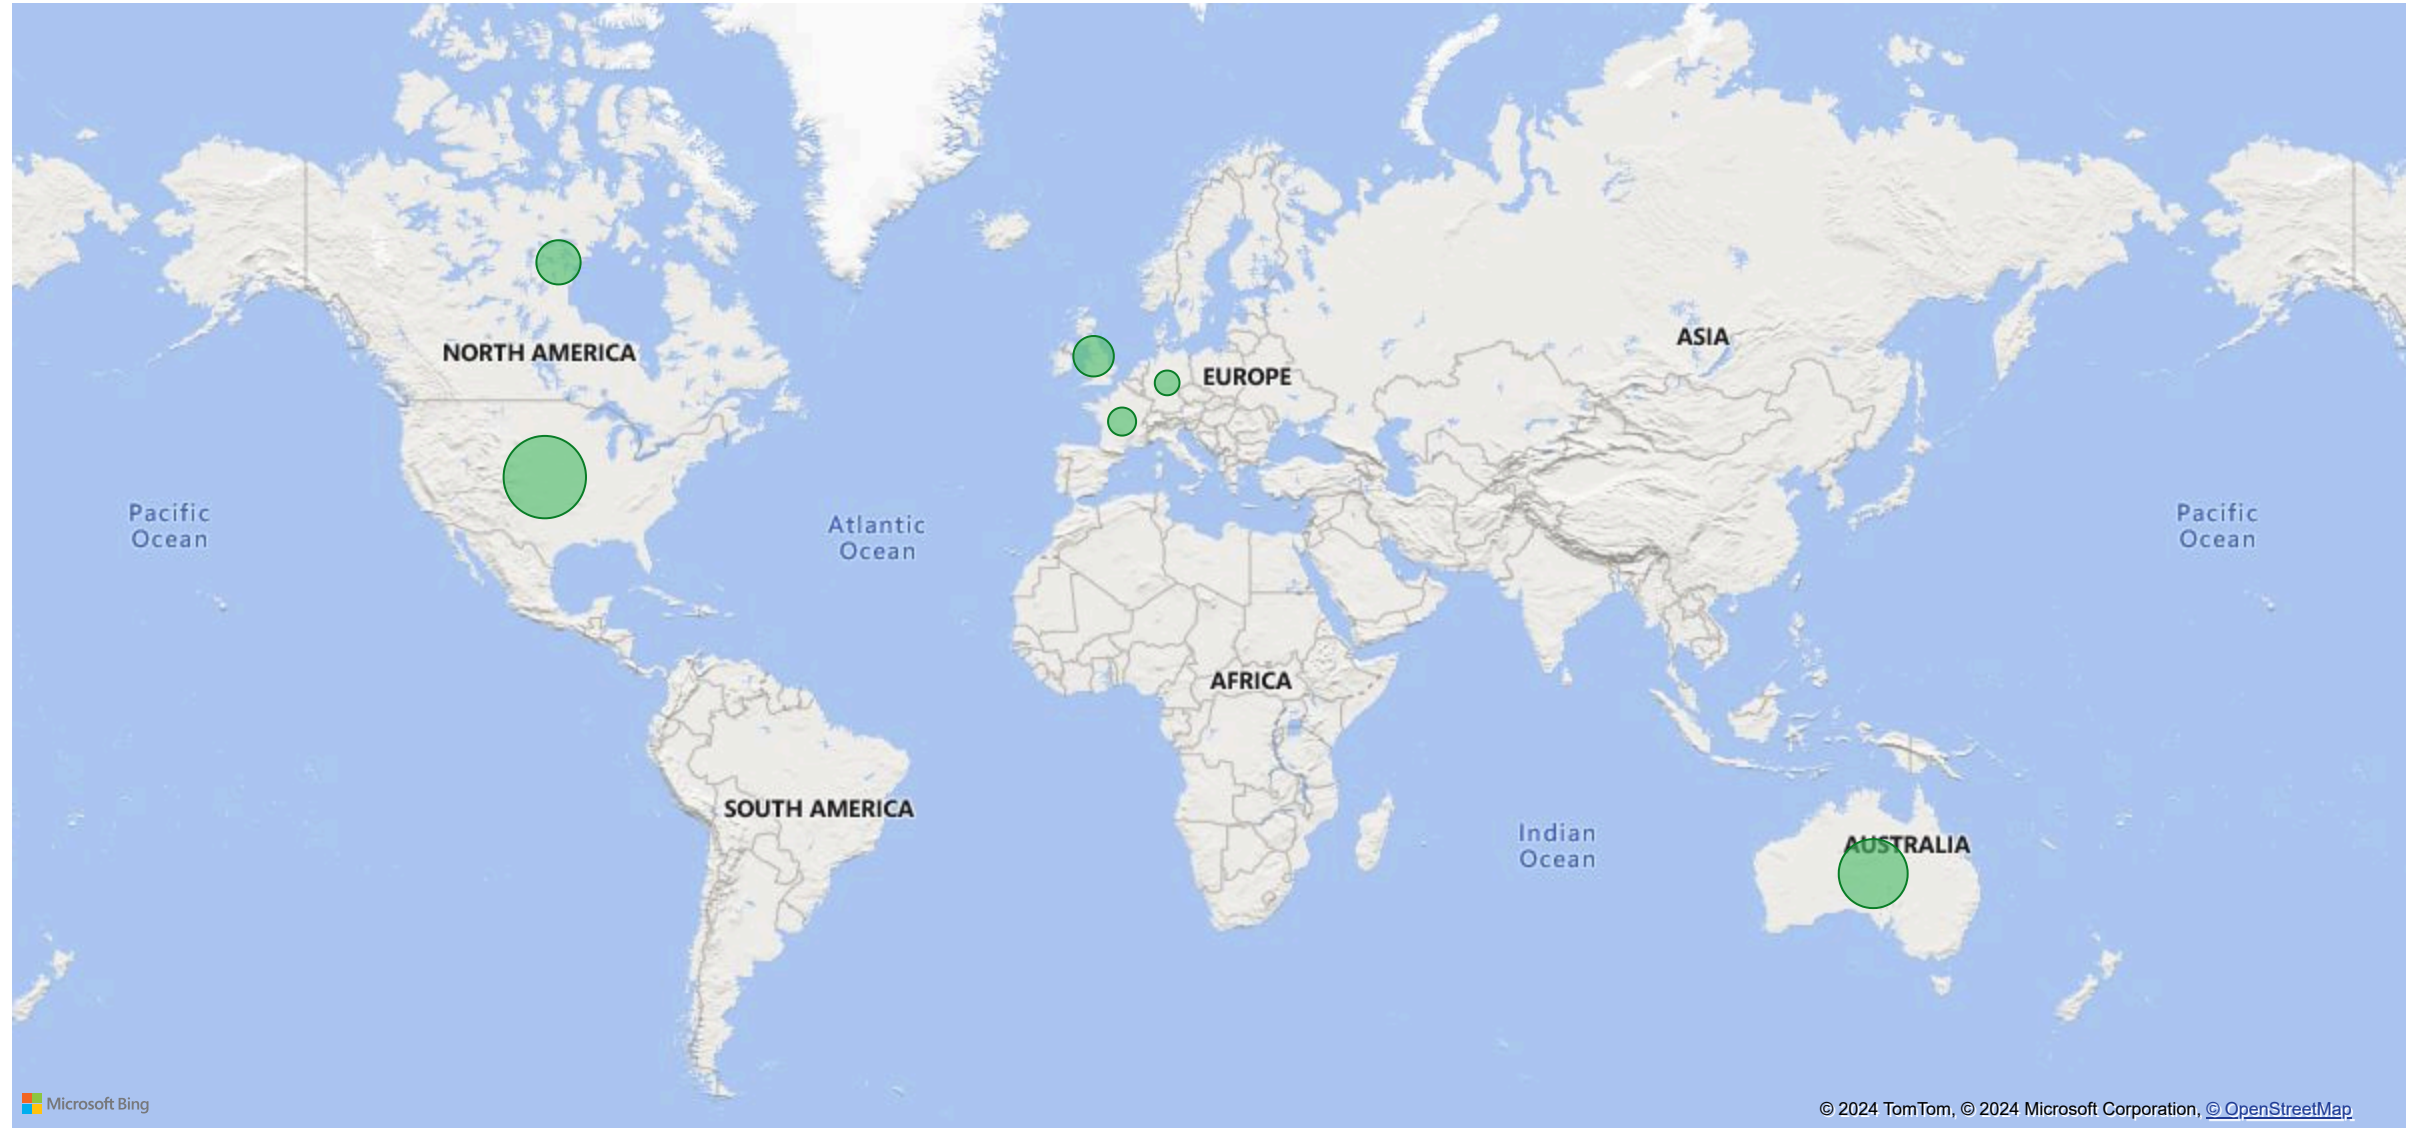 NORTH AMERICA
ASIA
EUROPE
Pacific
Ocean
Atlantic
Ocean
Pacific
Ocean
AFRICA
SOUTH AMERICA
Indian
Ocean
AUSTRALIA
Microsoft Bing
© 2024 TomTom, © 2024 Microsoft Corporation, © OpenStreetMap